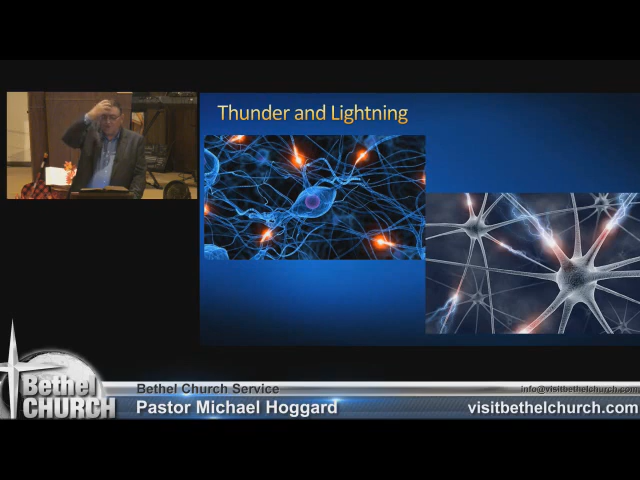 Thunder and Lightning
Bethel
CHURCH
Bethel Church Service
info@visitbethelchurch.com
Pastor Michael Hoggard
visitbethelchurch.com